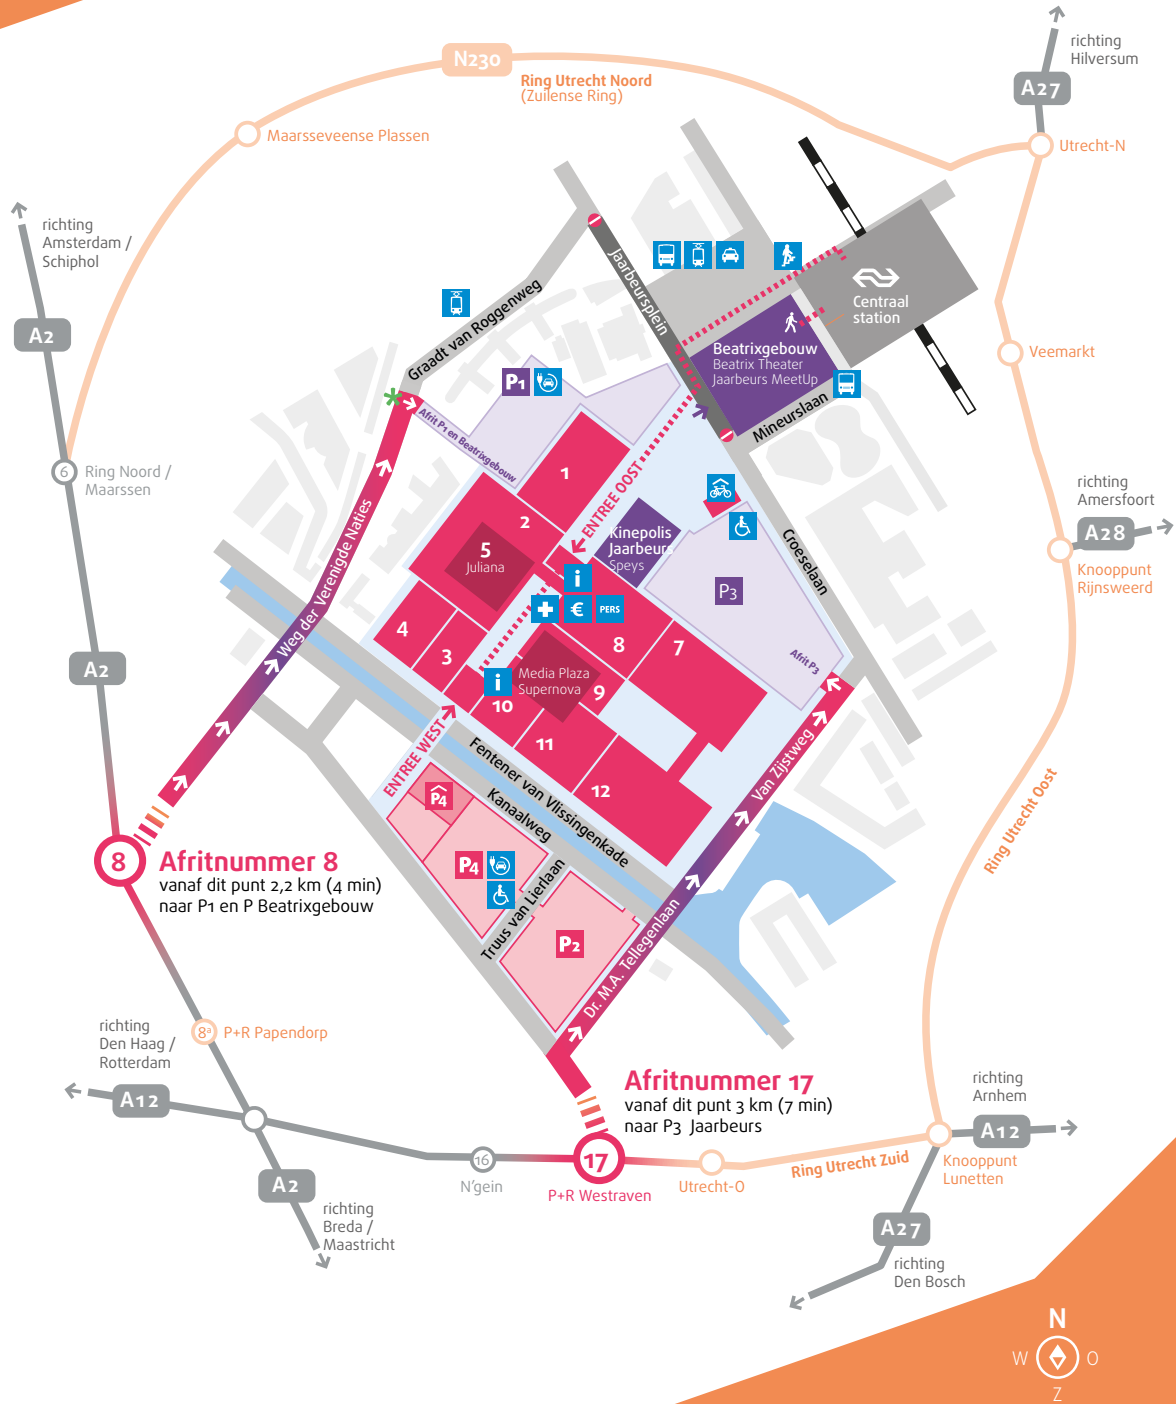 N230
Ring Utrecht Noord
(Zuilense Ring)
richting
Hilversum
A27
Maarsseveense Plassen
Utrecht-N
richting
Amsterdam /
Schiphol
A2
Jaarbeursplein
Graadt van Roggenweg
Centraal
station
Beatrixgebouw
Beatrix Theater
Jaarbeurs MeetUp
Mineurslaan
Veemarkt
P1
Afrit P1 en Beatrixgebouw
6
Ring Noord /
Maarssen
1
2
ENTREE OOST
5
Juliana
Kinepolis
Jaarbeurs
Speys
Croeselaan
richting
Amersfoort
A28
Knooppunt
Rijnsweerd
Weg der Verenigde Naties
i
€
PERS
P3
4
3
8
7
Afrit P3
A2
i
Media Plaza
Supernova
9
10
11
12
ENTREE WEST
Fentener van Vlissingenkade
Kanaalweg
Van Zijstweg
P4
P4
Truus van Lierlaan
P2
Dr. M.A. Tellegenlaan
Ring Utrecht Oost
8
Afritnummer 8
vanaf dit punt 2,2 km (4 min)
naar P1 en P Beatrixgebouw
8a
P+R Papendorp
richting
Den Haag /
Rotterdam
A12
Afritnummer 17
vanaf dit punt 3 km (7 min)
naar P3 Jaarbeurs
richting
Arnhem
A12
16
N'gein
17
P+R Westraven
Utrecht-O
Ring Utrecht Zuid
Knooppunt
Lunetten
A2
richting
Breda /
Maastricht
A27
richting
Den Bosch
N
W
O
Z